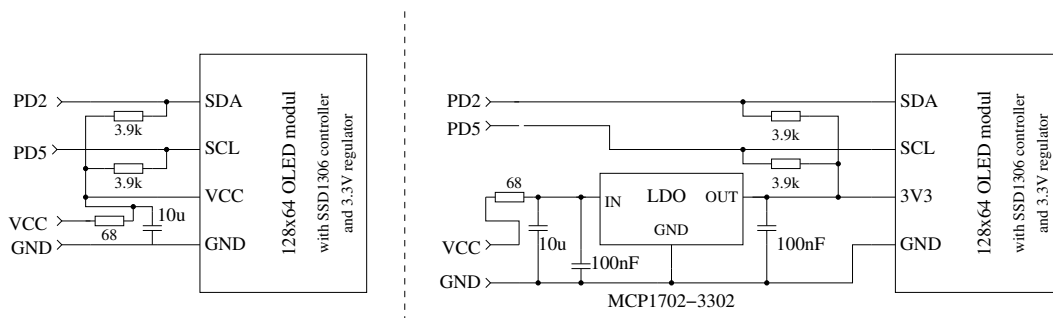 PD2
SDA
3.9k
PD5
SCL
3.9k
VCC
10u
VCC
68
GND
GND
128x64 OLED modul
with SSD1306 controller
and 3.3V regulator
PD2
SDA
3.9k
PD5
SCL
3.9k
68
IN
LDO
OUT
3V3
GND
VCC
10u
100nF
100nF
GND
GND
MCP1702−3302
128x64 OLED modul
with SSD1306 controller
and 3.3V regulator